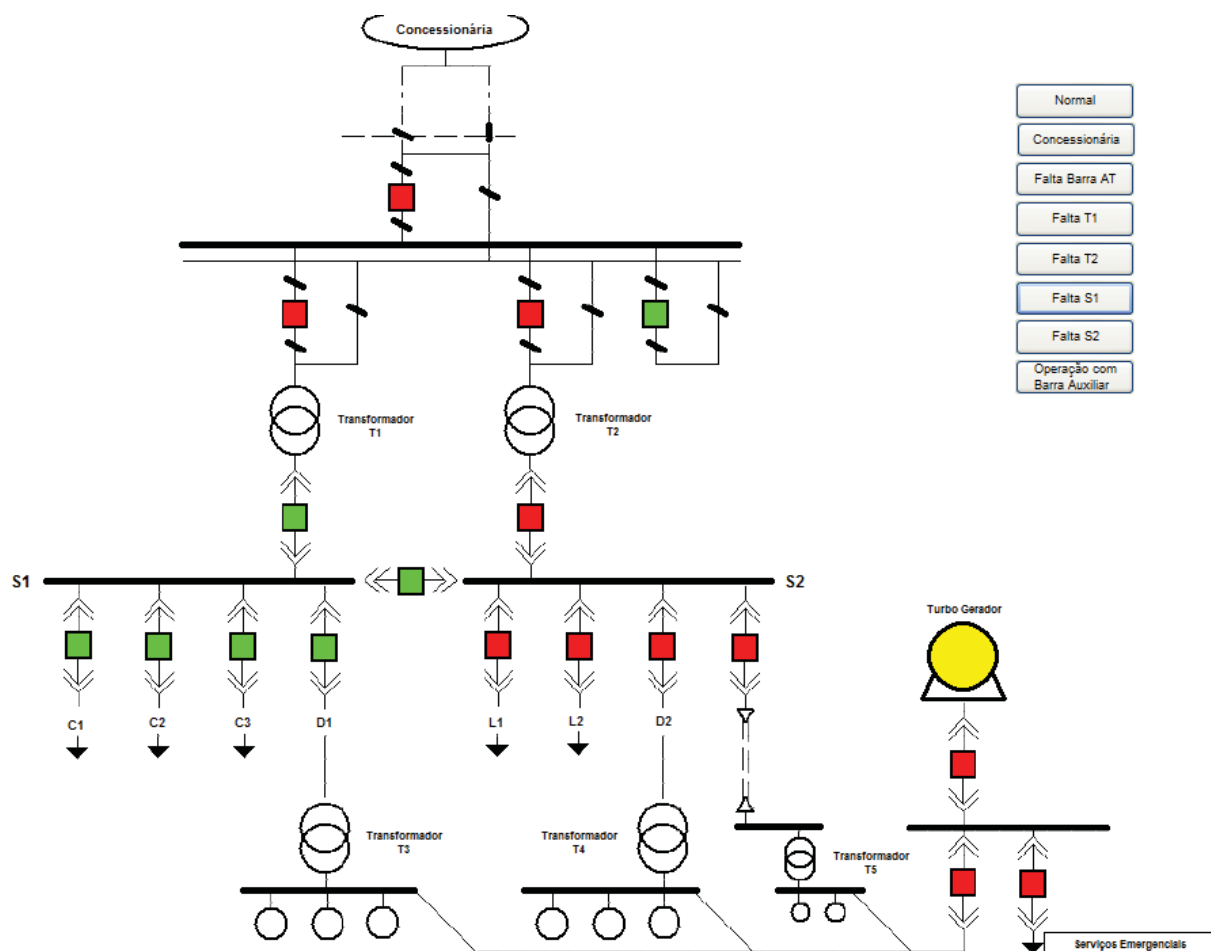 Concessionária
Normal
Concessionária
Falta Barra AT
Falta T1
Falta T2
Falta S1
Falta S2
Operação com
Barra Auxiliar
Transformador
T1
Transformador
T2
S1
S2
Turbo Gerador
C1
C2
C3
D1
L1
L2
D2
Transformador
T3
Transformador
T4
Transformador
T5
Serviços Emergenciais